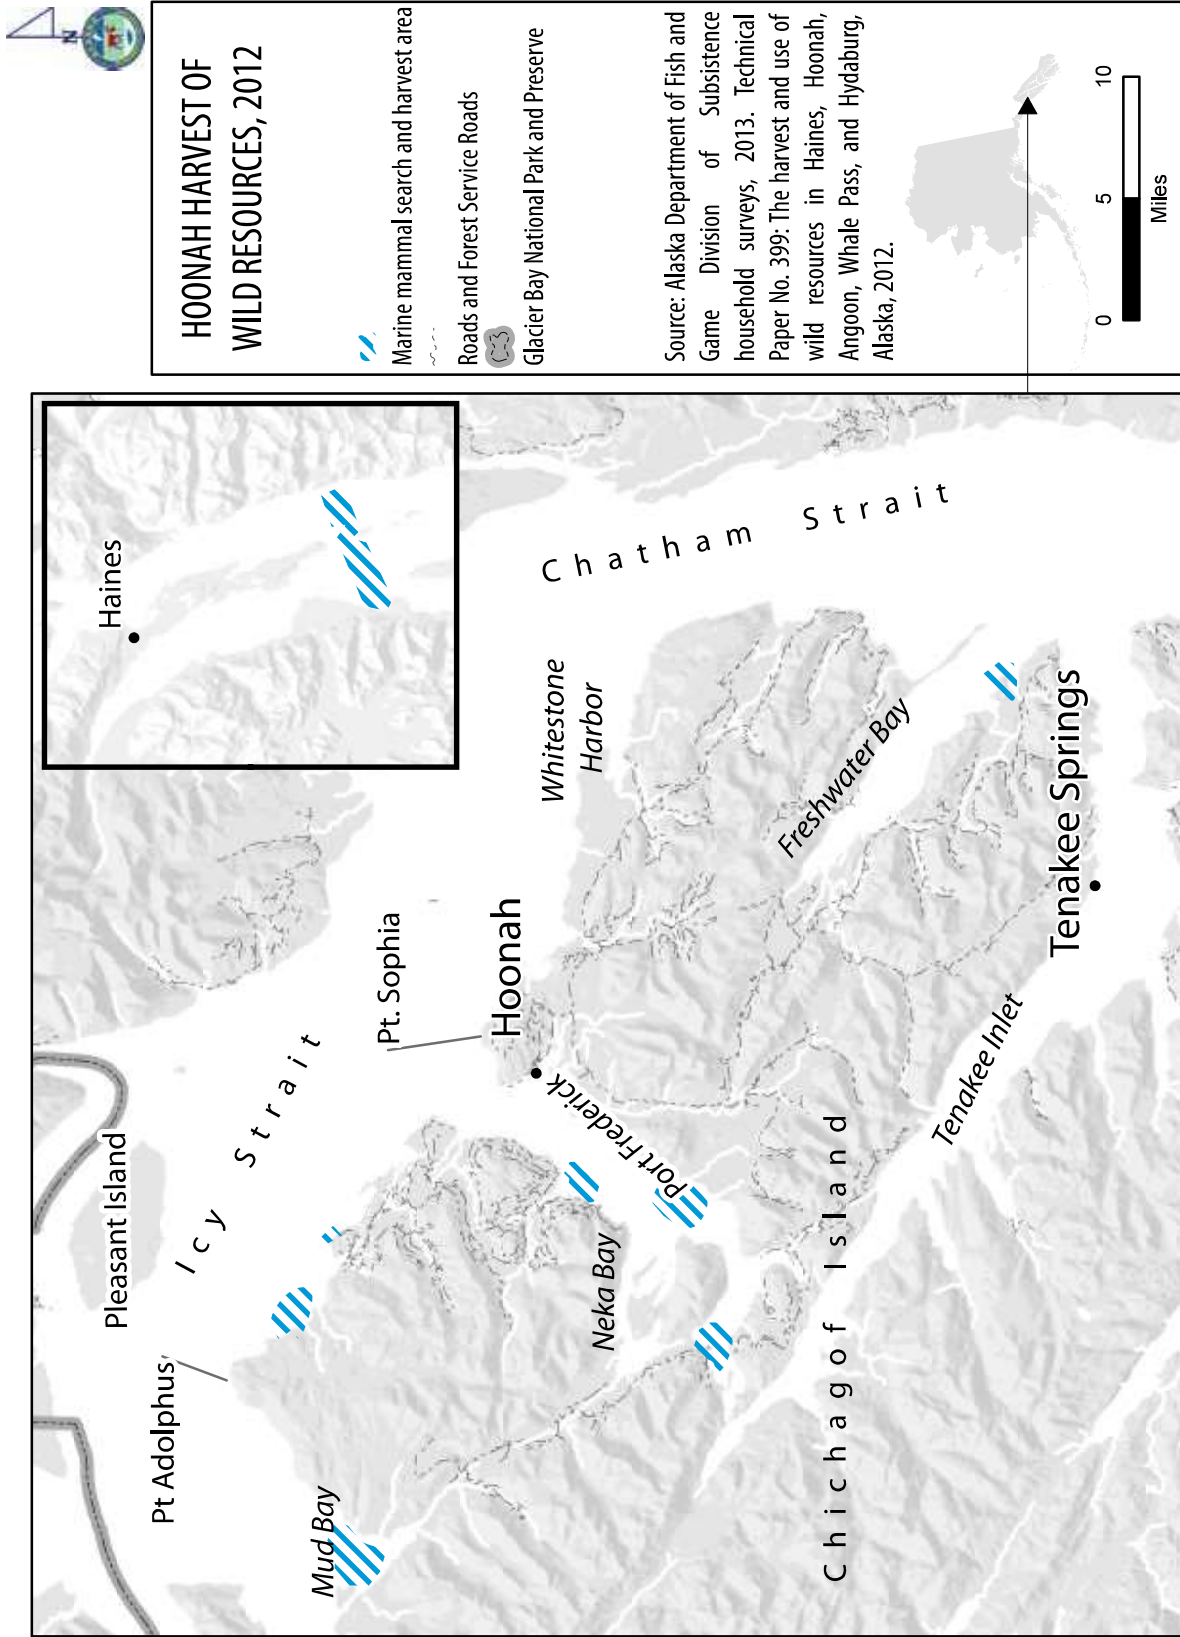 HOONAH HARVEST OF
WILD RESOURCES, 2012
Marine mammal search and harvest area
Roads and Forest Service Roads
Glacier Bay National Park and Preserve
Source: Alaska Department of Fish and
Game Division of Subsistence
household surveys, 2013. Technical
Paper No. 399: The harvest and use of
wild resources in Haines, Hoonah,
Angoon, Whale Pass, and Hydaburg,
Alaska, 2012.
0 5 10
Miles
N
Haines
Pleasant Island
Pt Adolphus
Icy Strait
Mud Bay
Pt. Sophia
Hoonah
Whitestone
Harbor
Chatham Strait
Port Frederick
Neka Bay
Freshwater Bay
Chichagof Island
Tenakee Inlet
Tenakee Springs